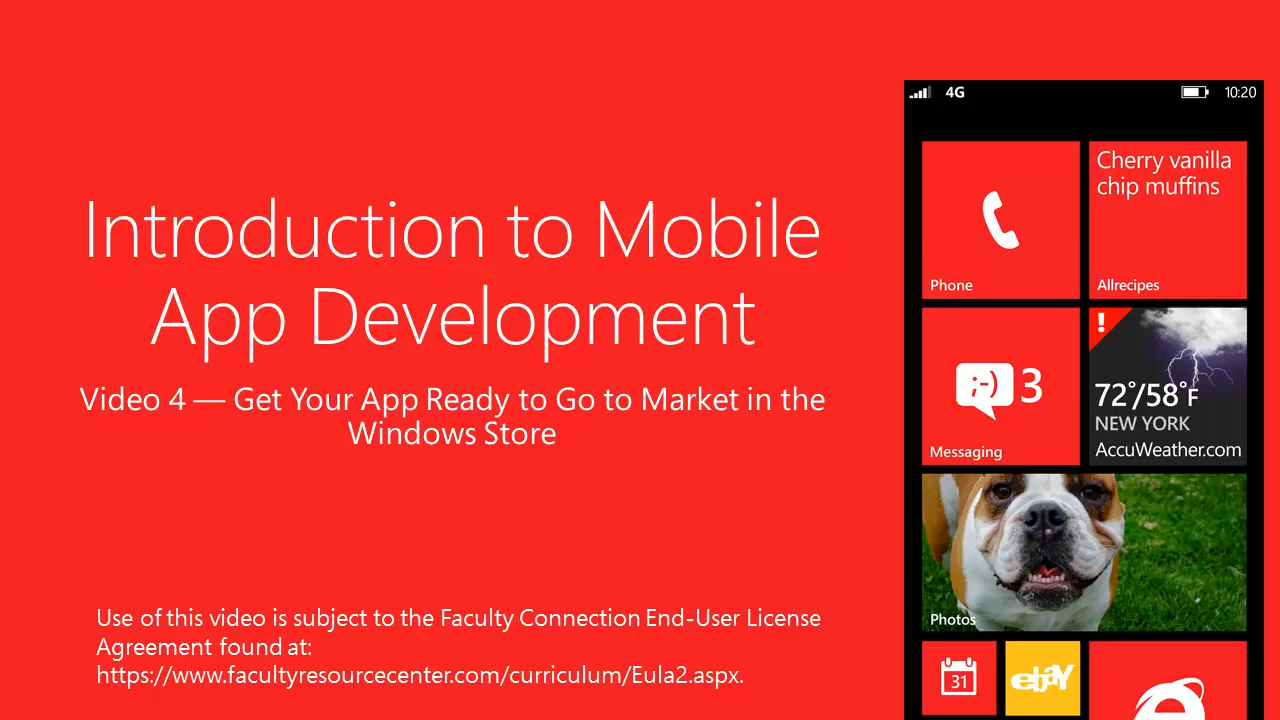 Introduction to Mobile
App Development
Video 4 — Get Your App Ready to Go to Market in the
Windows Store
Use of this video is subject to the Faculty Connection End-User License
Agreement found at:
https://www.facultyresourcecenter.com/curriculum/Eula2.aspx.
4G
10:20
Phone
Cherry vanilla
chip muffins
Allrecipes
;-) 3
Messaging
!
72°/58°F
NEW YORK
AccuWeather.com
Photos
31
ebaY